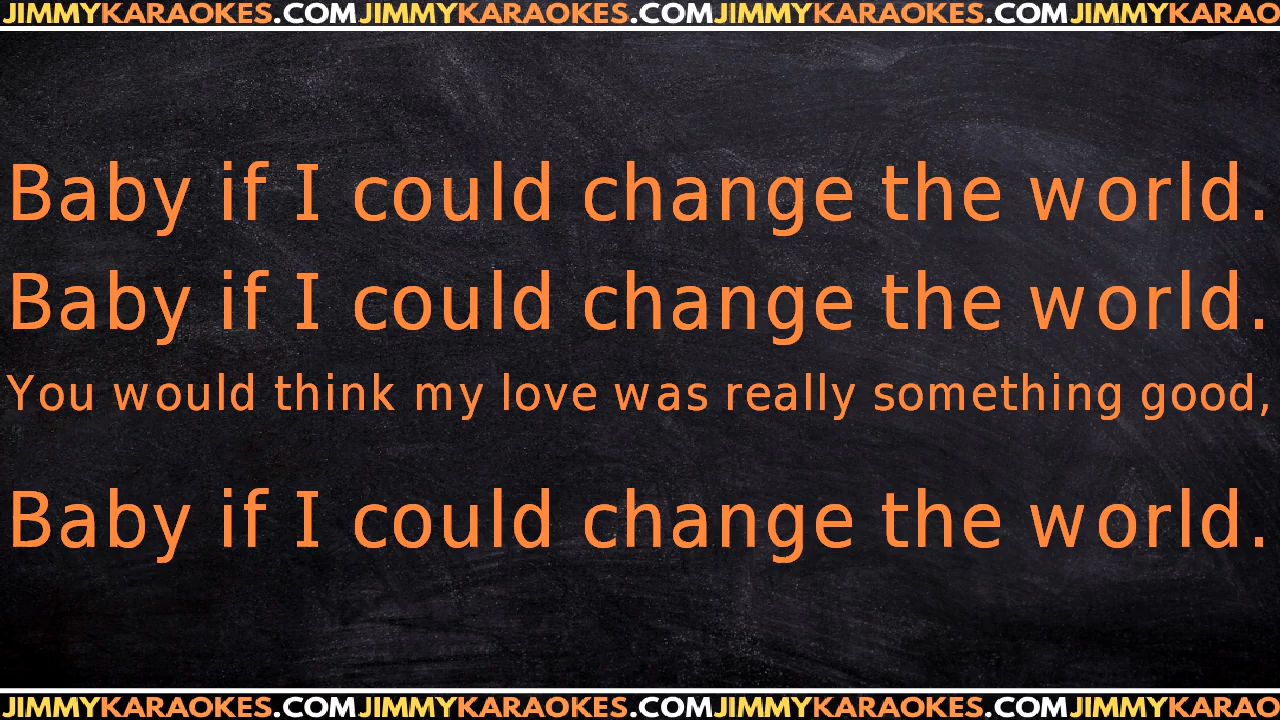 JIMMYKARAOKES.COMJIMMYKARAOKES.COMJIMMYKARAOKES.COMJIMMYKARAO
Baby if I could change the world.
Baby if I could change the world.
You would think my love was really something good,
Baby if I could change the world.
JIMMYKARAOKES.COMJIMMYKARAOKES.COMJIMMYKARAOKES.COMJIMMYKARAO